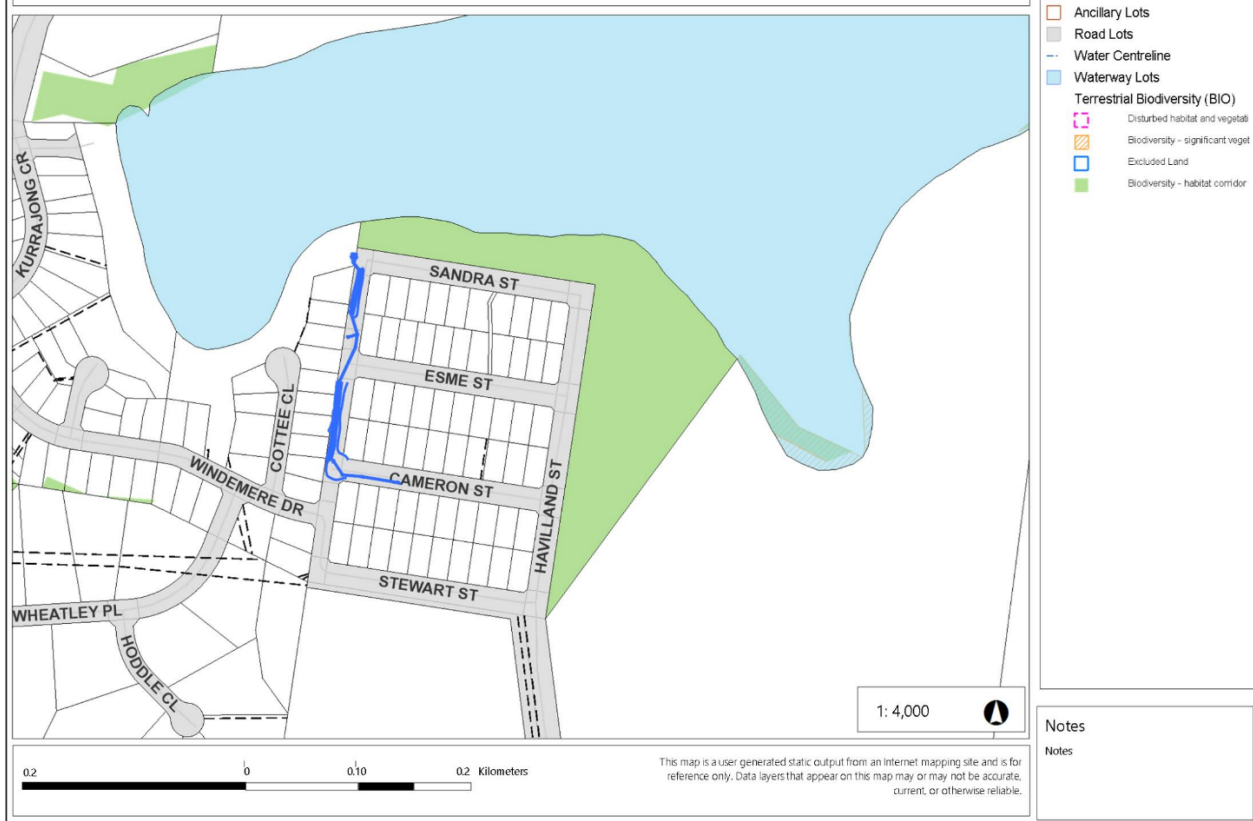 Ancillary Lots
Road Lots
Water Centreline
Waterway Lots
Terrestrial Biodiversity (BIO)
Disturbed habitat and vegetati
Biodiversity - significant veget
Excluded Land
Biodiversity - habitat corridor
KURRAJONG CR
SANDRA ST
ESME ST
COTTEE CL
WINDEMERE DR
CAMERON ST
HAVILLAND ST
STEWART ST
WHEATLEY PL
HODDLE CL
1: 4,000
Notes
Notes
0.2 0 0.10 0.2 Kilometers
This map is a user generated static output from an Internet mapping site and is for
reference only. Data layers that appear on this map may or may not be accurate,
current, or otherwise reliable.